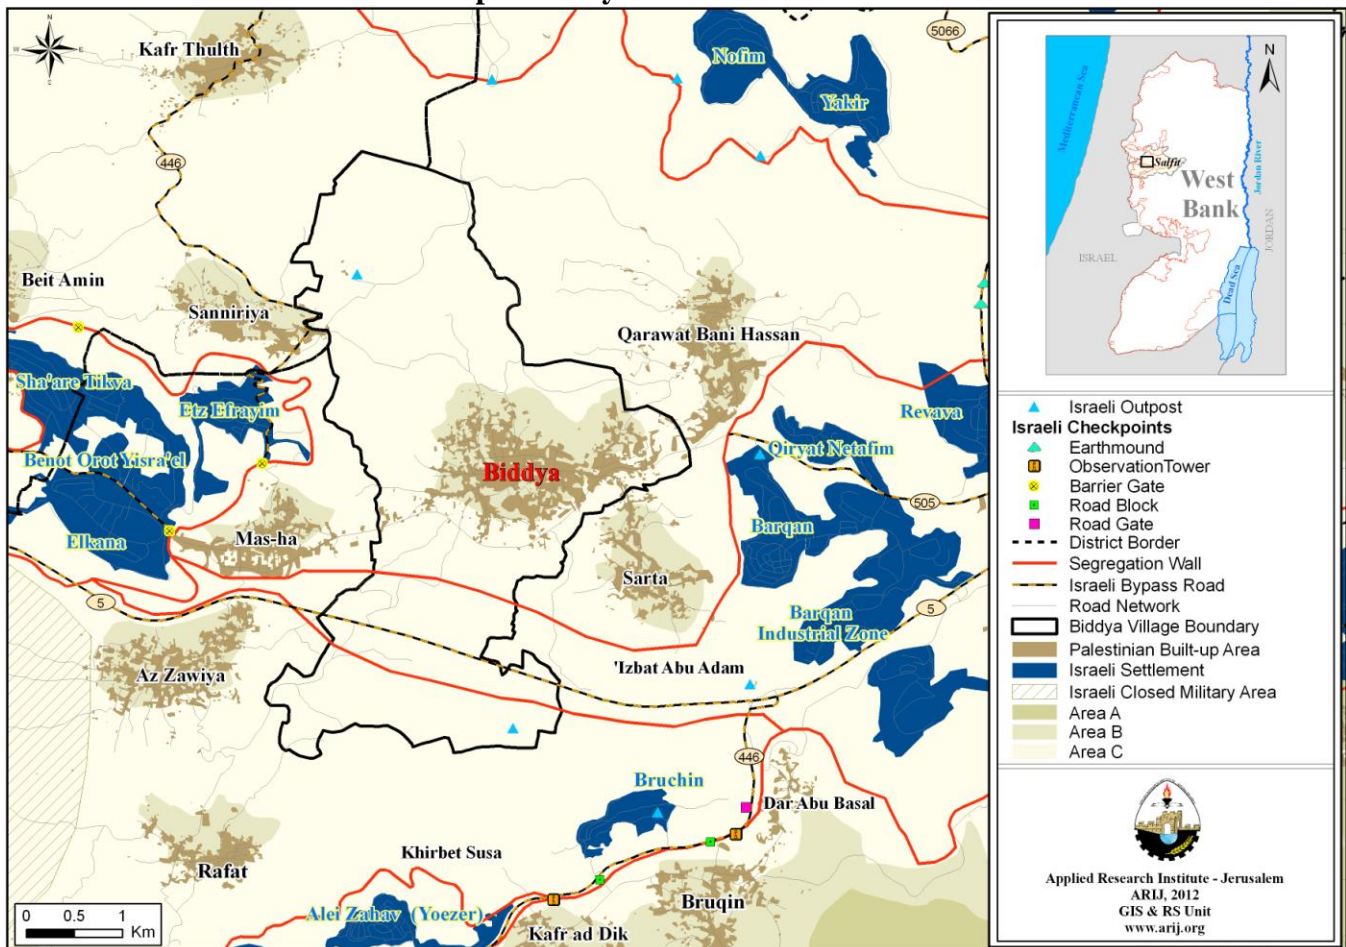 N
W
E
S
Kafr Thulth
5066
Nofim
Yakir
446
Beit Amin
Sanniriya
Qarawat Bani Hassan
Sha'are Tikva
Etz Efrayim
Revava
Benot Orot Yisra'el
Biddya
Qiryat Netafim
505
Elkana
Mas-ha
Barqan
Sarta
5
Barqan
Industrial Zone
5
Az Zawiya
'Izbat Abu Adam
446
Bruchin
Dar Abu Basal
Khirbet Susa
Rafat
Alei Zahav (Yoezer)
Bruqin
Kafr ad Dik
0 0.5 1
Km
N
Mediterranean Sea
Salfit
West
Bank
Jordan River
JORDAN
ISRAEL
Dead Sea
Israeli Outpost
Israeli Checkpoints
Earthmound
ObservationTower
Barrier Gate
Road Block
Road Gate
District Border
Segregation Wall
Israeli Bypass Road
Road Network
Biddya Village Boundary
Palestinian Built-up Area
Israeli Settlement
Israeli Closed Military Area
Area A
Area B
Area C
Applied Research Institute - Jerusalem
ARIJ, 2012
GIS & RS Unit
www.arij.org